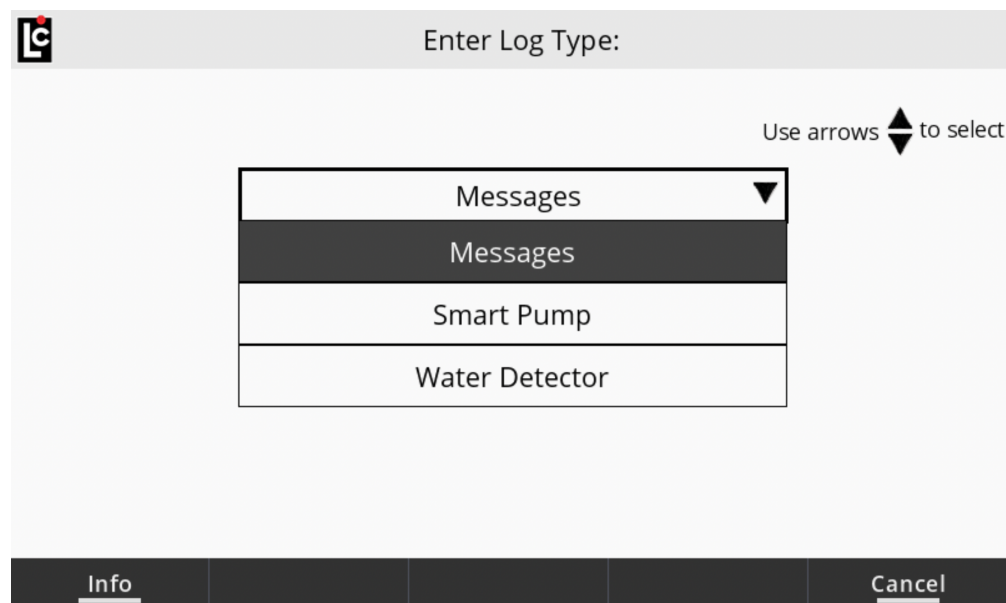 LC
Enter Log Type:
Use arrows to select
Messages
Messages
Smart Pump
Water Detector
Info
Cancel